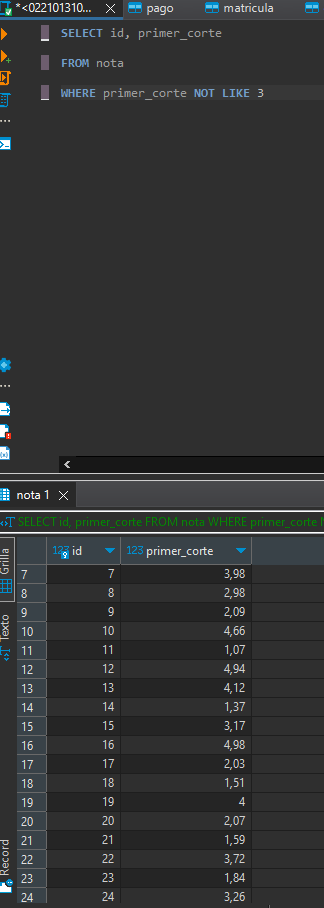 *<022101310...
pago
matricula
SELECT id, primer_corte
FROM nota
WHERE primer_corte NOT LIKE 3
nota 1
SELECT id, primer_corte FROM nota WHERE primer_corte
Grilla
Texto
Record
123 id 123 primer_corte
7 7 3,98
8 8 2,98
9 9 2,09
10 10 4,66
11 11 1,07
12 12 4,94
13 13 4,12
14 14 1,37
15 15 3,17
16 16 4,98
17 17 2,03
18 18 1,51
19 19 4
20 20 2,07
21 21 1,59
22 22 3,72
23 23 1,84
24 24 3,26